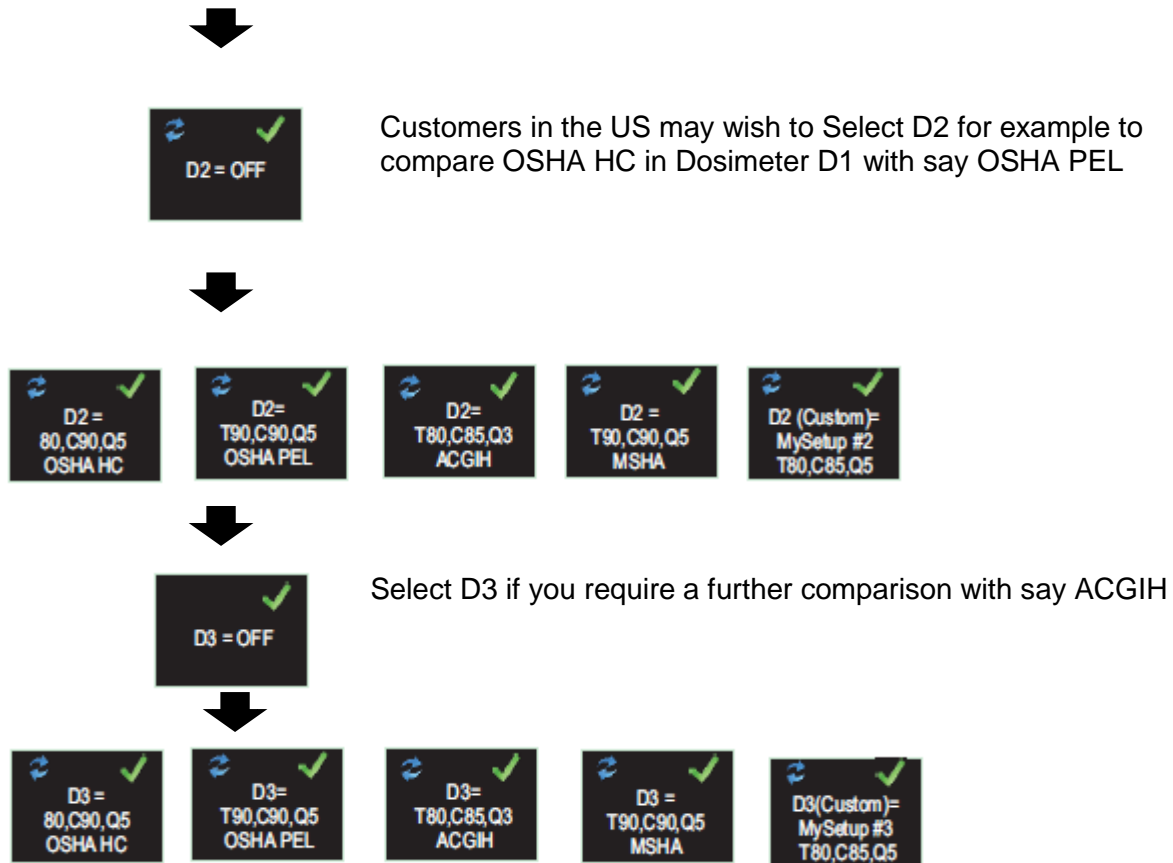 D2 = OFF
Customers in the US may wish to Select D2 for example to
compare OSHA HC in Dosimeter D1 with say OSHA PEL
D2 =
80,C90,Q5
OSHA HC
D2=
T90,C90,Q5
OSHA PEL
D2=
T80,C85,Q3
ACGIH
D2 =
T90,C90,Q5
MSHA
D2 (Custom)=
MySetup #2
T80,C85,Q5
D3 = OFF
Select D3 if you require a further comparison with say ACGIH
D3 =
80,C90,Q5
OSHA HC
D3=
T90,C90,Q5
OSHA PEL
D3=
T80,C85,Q3
ACGIH
D3 =
T90,C90,Q5
MSHA
D3(Custom)=
MySetup #3
T80,C85,Q5